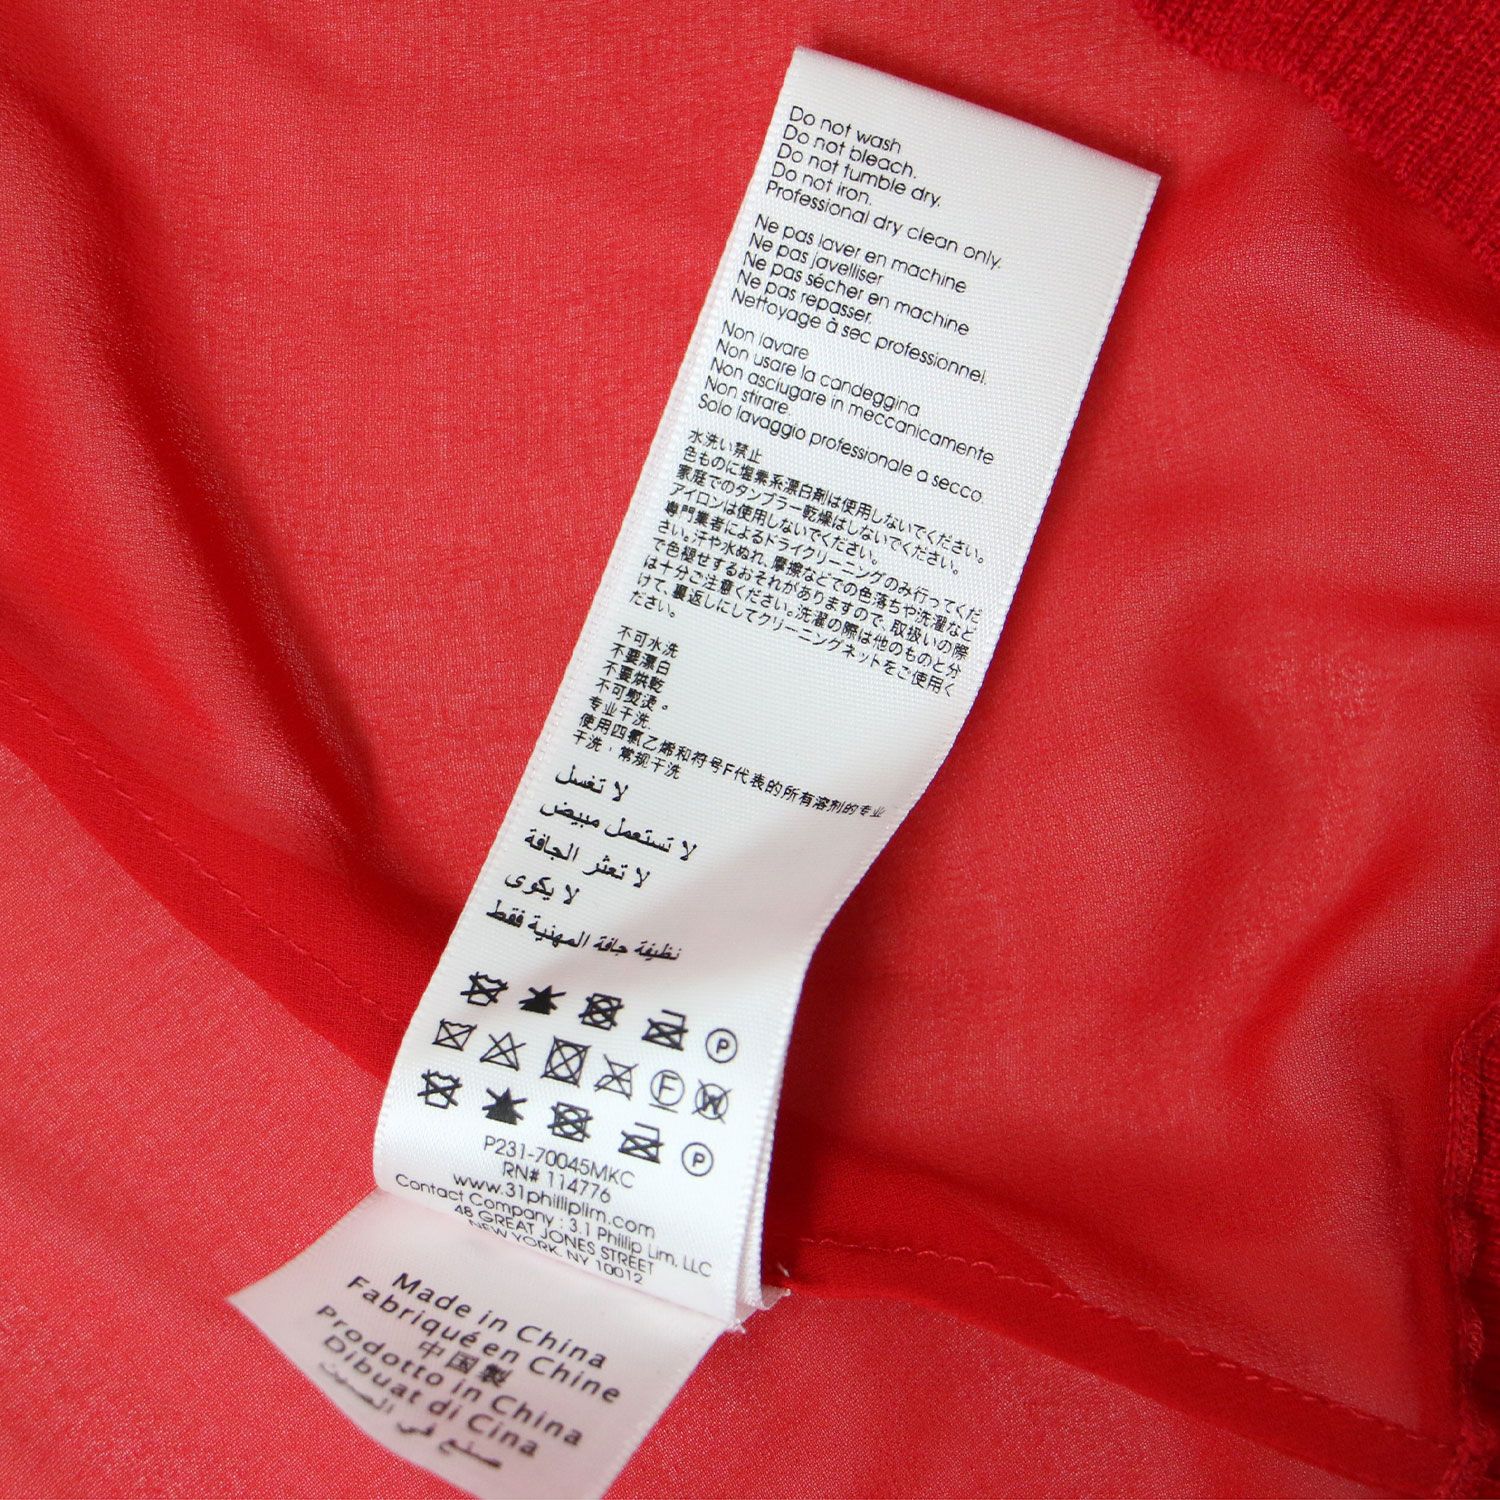 Do not wash
Do not bleach.
Do not tumble dry.
Do not iron.
Professional dry clean only.
Ne pas laver en machine
Ne pas javelliser
Ne pas sécher en machine
Ne pas repasser.
Nettoyage à sec professionnel.
Non lavare
Non usare la candeggina
Non asciugare in meccanicamente
Non stirare.
Solo lavaggio professionale a secco.
水洗い禁止
色ものに塩素系漂白剤は使用しないでください。
家庭でのタンブラー乾燥はしないでください。
アイロンは使用しないでください。
専門業者によるドライクリーニングのみ行ってくだ
さい。汗や水ぬれ、摩擦などでの色落ちや洗濯など
で色褪せするおそれがありますので、取扱いの際
は十分ご注意ください。洗濯の際は他のものと分
けて、裏返しにしてクリーニングネットをご使用く
ださい。
不可水洗
不要漂白
不要烘乾
不可熨烫。
专业干洗.
使用四氯乙烯和符号F代表的所有溶剂的专业
干洗，常规干洗
لا تغسل
لا تستعمل مبيض
لا تعثر الجافة
لا يكوى
نظيفة جافة المهنية فقط
P
F W
P
P231-70045MKC
RN# 114776
www.31philliplim.com
Contact Company : 3.1 Phillip Lim, LLC
48 GREAT JONES STREET
NEW YORK, NY 10012
Made in China
Fabriqué en Chine
中国製
Prodotto in China
Dibuat di Cina
صنع في الصين